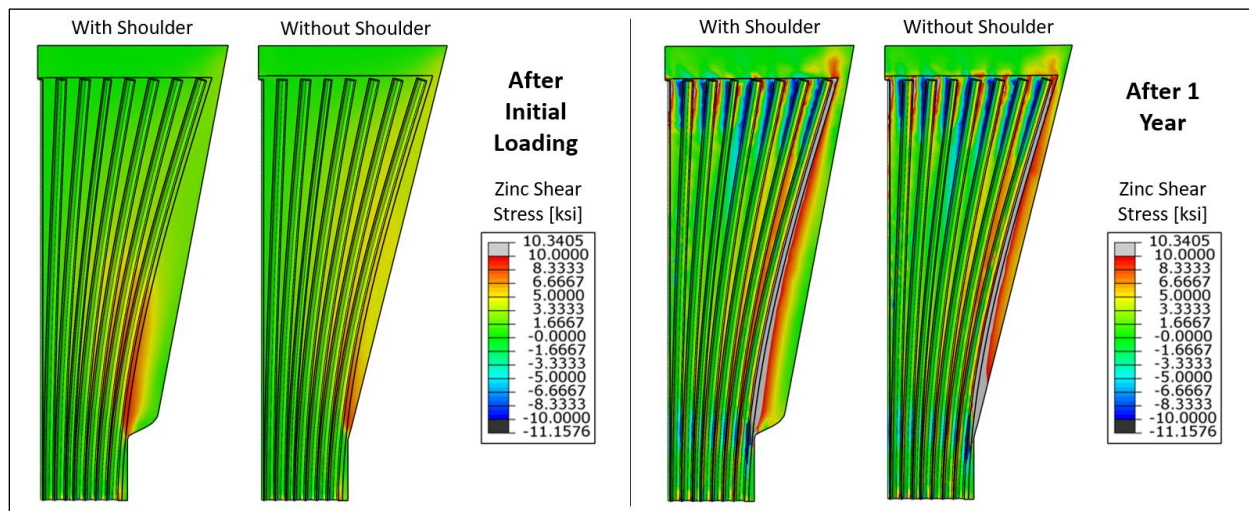 With Shoulder
Without Shoulder
After
Initial
Loading
Zinc Shear
Stress [ksi]
10.3405
10.0000
8.3333
6.6667
5.0000
3.3333
1.6667
-0.0000
-1.6667
-3.3333
-5.0000
-6.6667
-8.3333
-10.0000
-11.1576
With Shoulder
Without Shoulder
After 1
Year
Zinc Shear
Stress [ksi]
10.3405
10.0000
8.3333
6.6667
5.0000
3.3333
1.6667
-0.0000
-1.6667
-3.3333
-5.0000
-6.6667
-8.3333
-10.0000
-11.1576